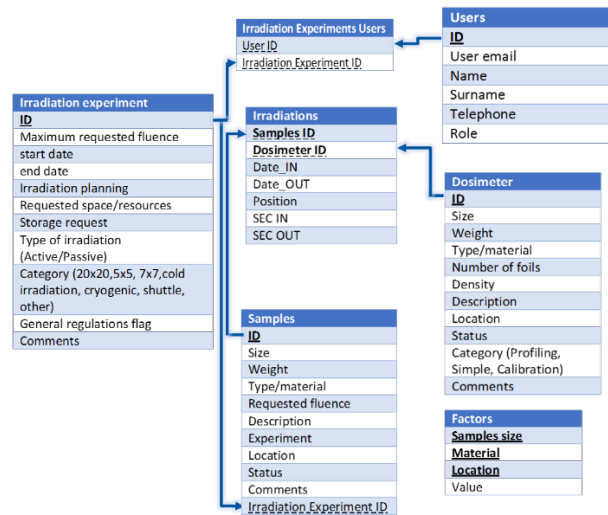 Irradiation Experiments Users
User ID
Irradiation Experiment ID
Users
ID
User email
Name
Surname
Telephone
Role
Irradiation experiment
ID
Maximum requested fluence
start date
end date
Irradiation planning
Requested space/resources
Storage request
Type of irradiation
(Active/Passive)
Category (20x20,5x5, 7x7,cold
irradiation, cryogenic, shuttle,
other)
General regulations flag
Comments
Irradiations
Samples ID
Dosimeter ID
Date_IN
Date_OUT
Position
SEC IN
SEC OUT
Dosimeter
ID
Size
Weight
Type/material
Number of foils
Density
Description
Location
Status
Category (Profiling,
Simple, Calibration)
Comments
Samples
ID
Size
Weight
Type/material
Requested fluence
Description
Experiment
Location
Status
Comments
Irradiation Experiment ID
Factors
Samples size
Material
Location
Value